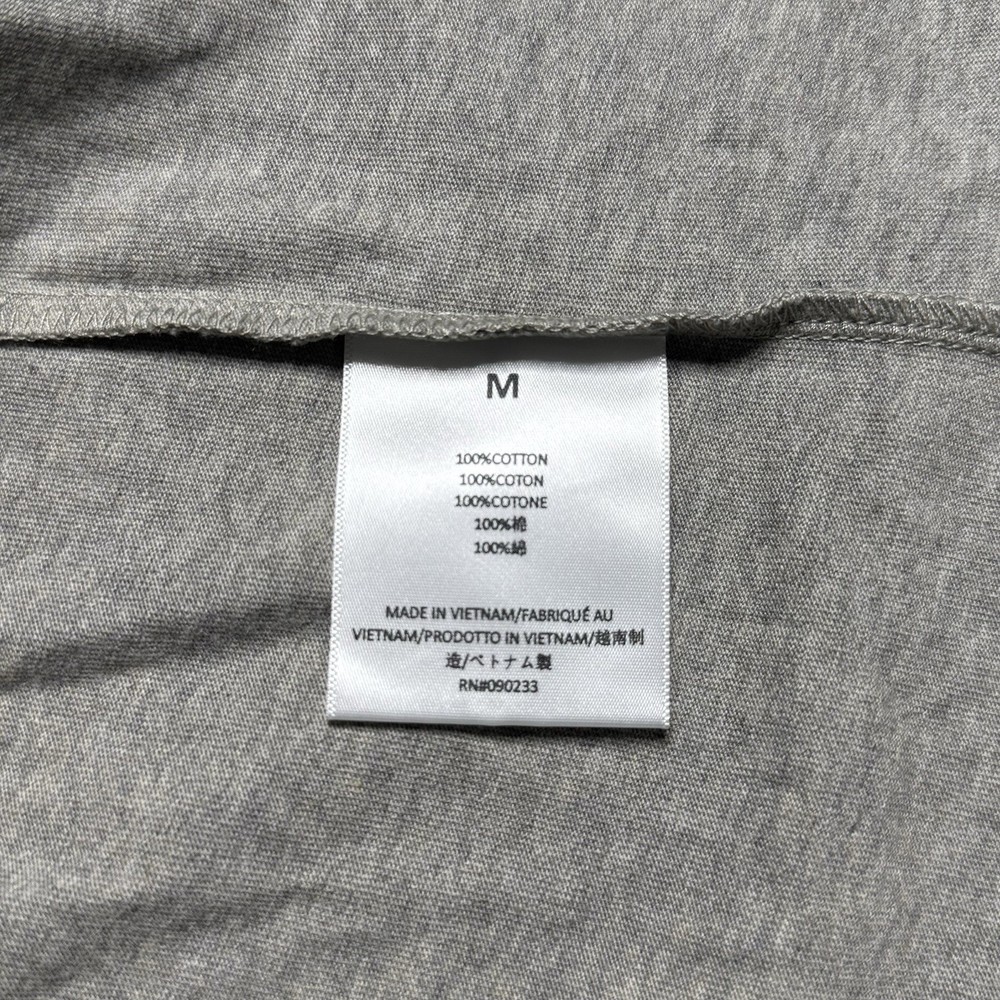 M
100%COTTON
100%COTON
100%COTONE
100%棉
100%綿
MADE IN VIETNAM/FABRIQUÉ AU
VIETNAM/PRODOTTO IN VIETNAM/越南制
造/ベトナム製
RN#090233